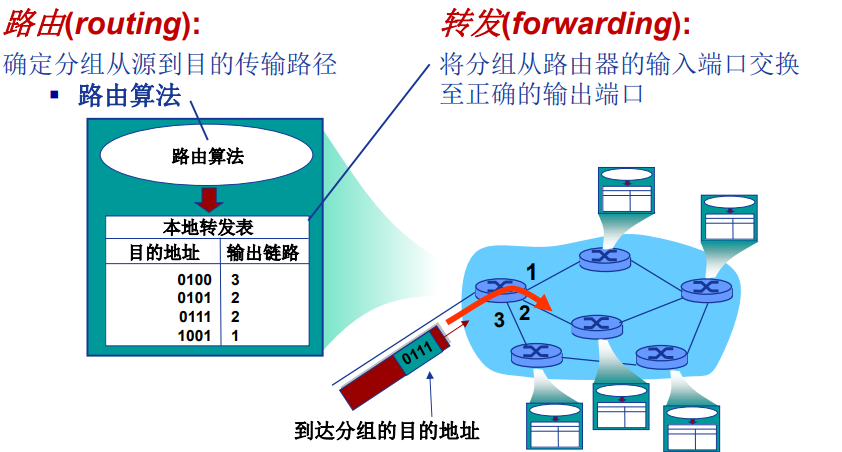 路由(routing):
确定分组从源到目的传输路径
▪ 路由算法
转发(forwarding):
将分组从路由器的输入端口交换
至正确的输出端口
路由算法
本地转发表
目的地址 输出链路
0100 3
0101 2
0111 2
1001 1
1
2
3
0111
到达分组的目的地址